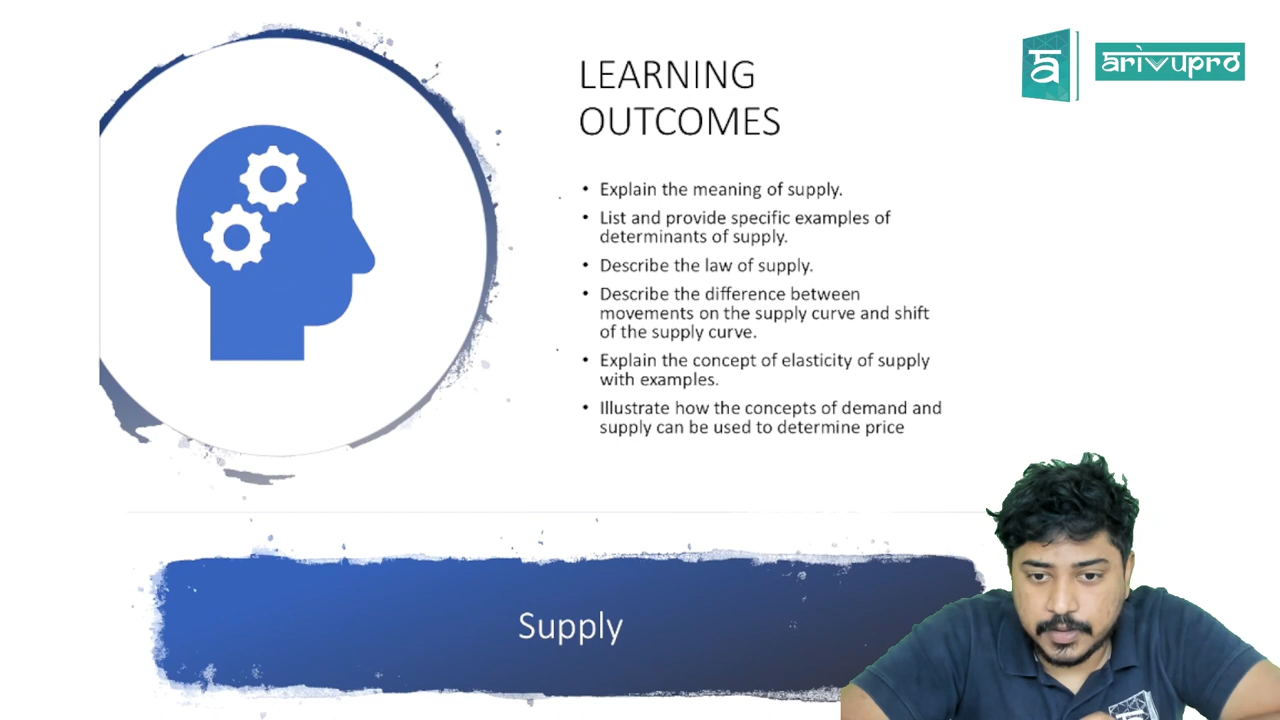 LEARNING
OUTCOMES
arivupro
• Explain the meaning of supply.
• List and provide specific examples of
determinants of supply.
• Describe the law of supply.
• Describe the difference between
movements on the supply curve and shift
of the supply curve.
• Explain the concept of elasticity of supply
with examples.
• Illustrate how the concepts of demand and
supply can be used to determine price
Supply